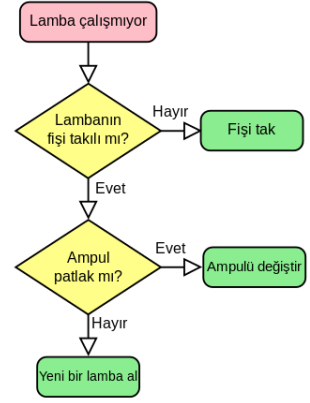 Lamba çalışmıyor
Lambanın
fişi takılı mı?
Hayır
Fişi tak
Evet
Ampul
patlak mı?
Evet
Ampulü değiştir
Hayır
Yeni bir lamba al